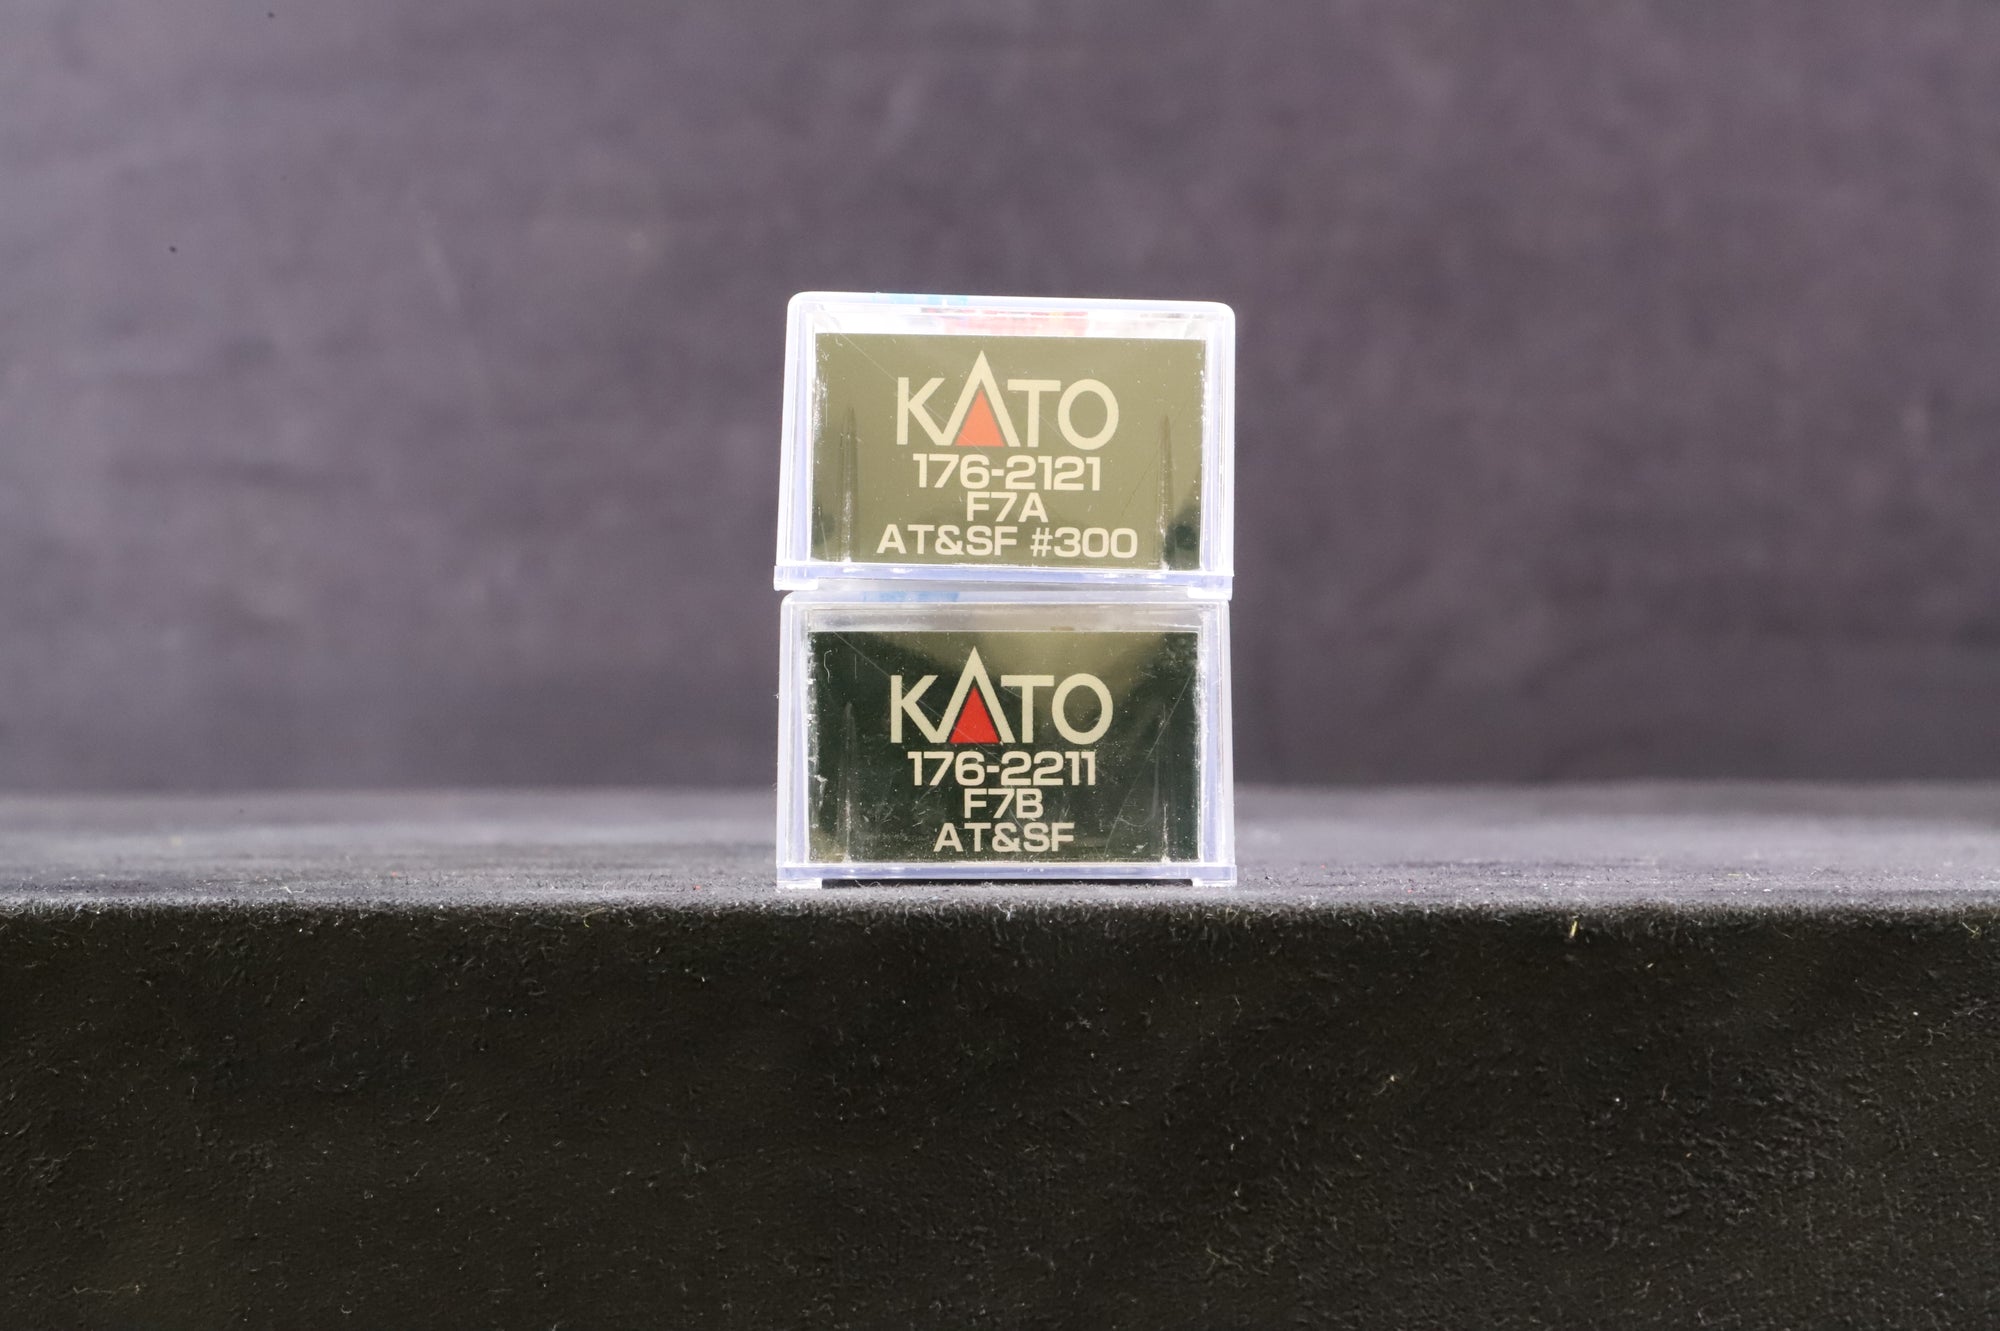 KATO
176-2121
F7A
AT&SF #300
KATO
176-2211
F7B
AT&SF